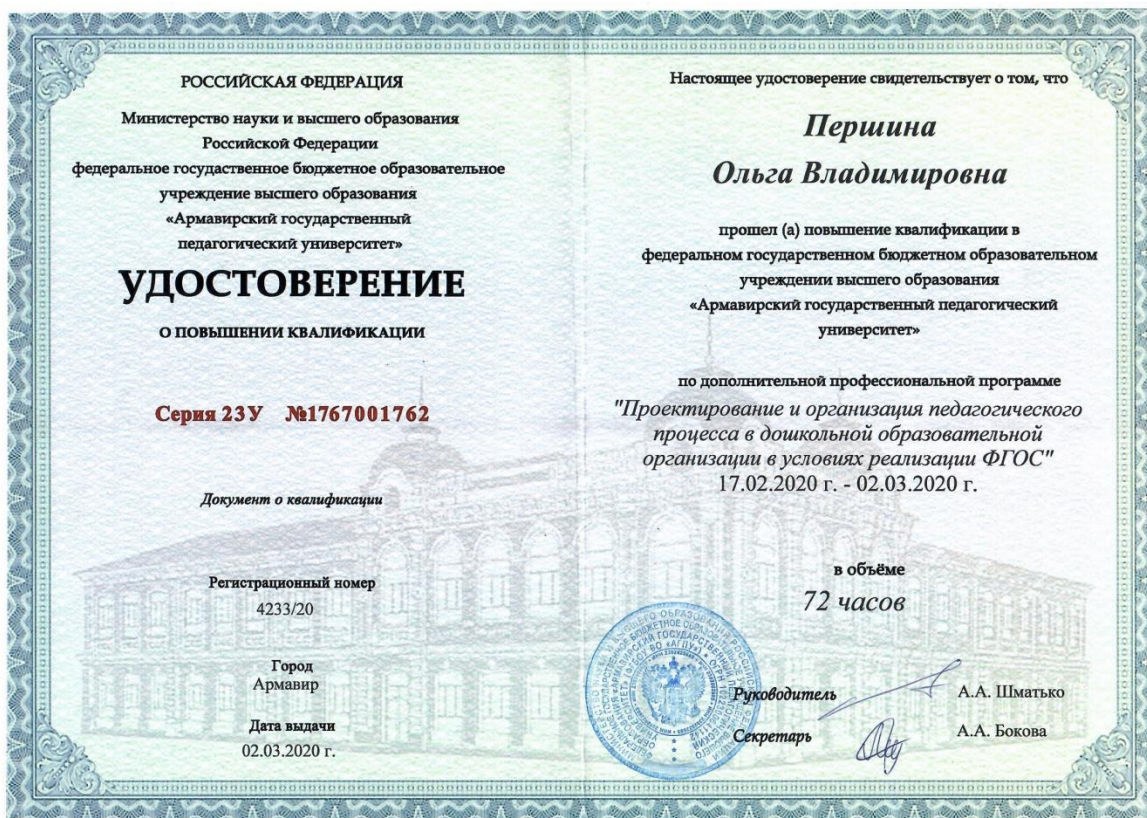 РОССИЙСКАЯ ФЕДЕРАЦИЯ
Министерство науки и высшего образования
Российской Федерации
федеральное госудаственное бюджетное образовательное
учреждение высшего образования
«Армавирский государственный
педагогический университет»
УДОСТОВЕРЕНИЕ
О ПОВЫШЕНИИ КВАЛИФИКАЦИИ
Серия 23У №1767001762
Документ о квалификации
Регистрационный номер
4233/20
Город
Армавир
Дата выдачи
02.03.2020 г.
Настоящее удостоверение свидетельствует о том, что
Першина
Ольга Владимировна
прошел (а) повышение квалификации в
федеральном государственном бюджетном образовательном
учреждении высшего образования
«Армавирский государственный педагогический
университет»
по дополнительной профессиональной программе
"Проектирование и организация педагогического
процесса в дошкольной образовательной
организации в условиях реализации ФГОС"
17.02.2020 г. - 02.03.2020 г.
в объёме
72 часов
Руководитель А.А. Шматько
Секретарь А.А. Бокова